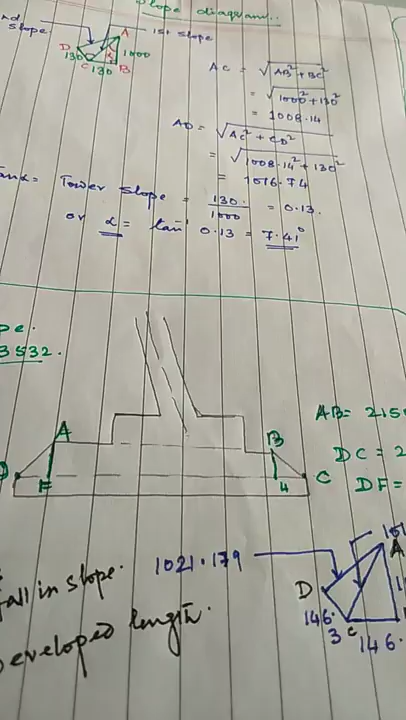 slope diagram..
slope
1st slope
A
D
130
1000
C
130
B
AC = √AB²+BC²
= √1000²+130²
= 1008.14
AD = √AC²+CD²
= √1008.14²+130²
= 1016.74
Tanα = Tower slope = 130/1000 = 0.13.
or α = tan⁻¹ 0.13 = 7.41°
3532.
A
B
F
C
AB = 215
DC = 2
DF =
fall in slope.
1021.179
A
D
146.
3
C
146.
Developed length.